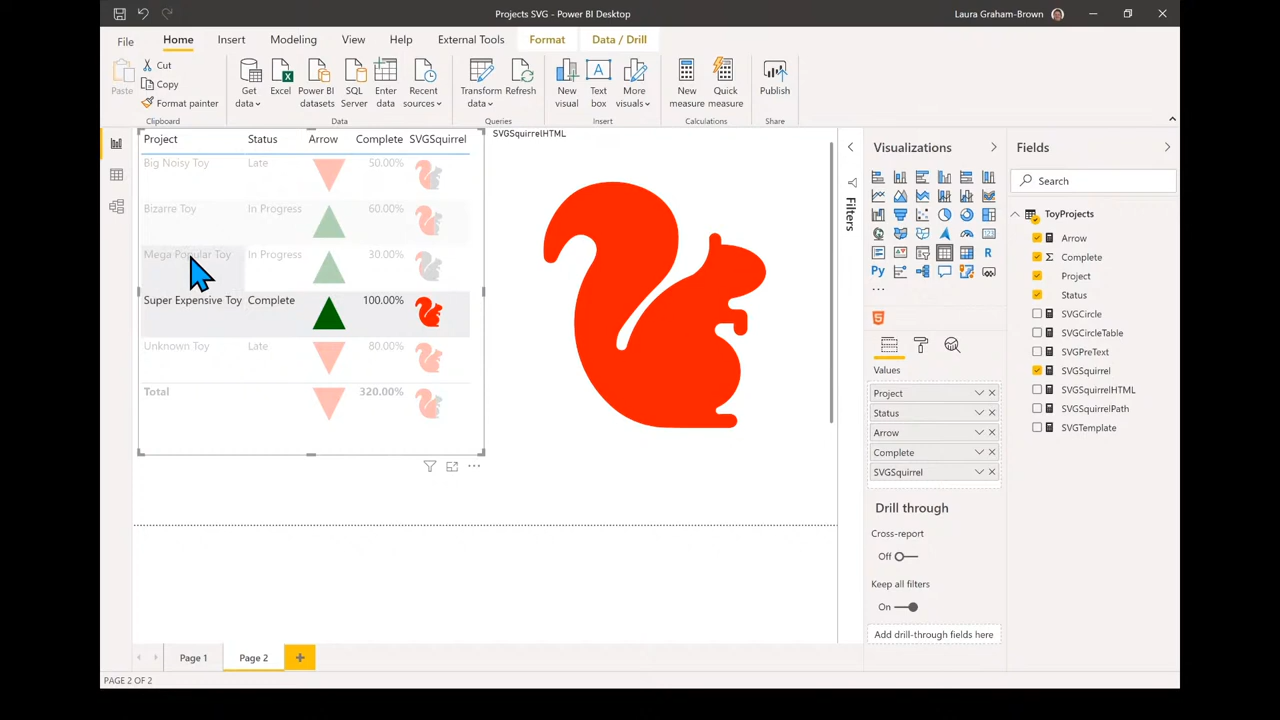 Projects SVG - Power BI Desktop
Laura Graham-Brown
File Home Insert Modeling View Help External Tools Format Data / Drill
Paste
Cut
Copy
Format painter
Clipboard
Get data
Excel
Power BI datasets
SQL Server
Enter data
Recent sources
Data
Transform data
Refresh
Queries
New visual
Text box
More visuals
Insert
New measure
Quick measure
Calculations
Publish
Share
Project Status Arrow Complete SVGSquirrel
Big Noisy Toy Late 50.00%
Bizarre Toy In Progress 60.00%
Mega Popular Toy In Progress 30.00%
Super Expensive Toy Complete 100.00%
Unknown Toy Late 80.00%
Total 320.00%
SVGSquirrelHTML
Filters
Visualizations
R
Py
Values
Project
Status
Arrow
Complete
SVGSquirrel
Drill through
Cross-report
Off
Keep all filters
On
Add drill-through fields here
Fields
Search
ToyProjects
Arrow
Complete
Project
Status
SVGCircle
SVGCircleTable
SVGPreText
SVGSquirrel
SVGSquirrelHTML
SVGSquirrelPath
SVGTemplate
Page 1 Page 2
PAGE 2 OF 2